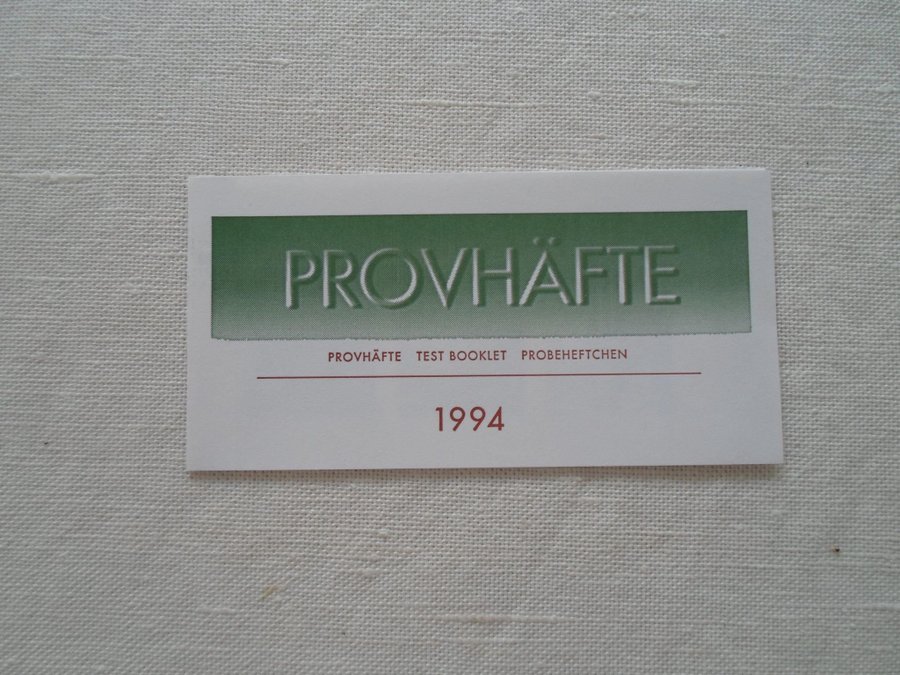 PROVHÄFTE
PROVHÄFTE TEST BOOKLET PROBEHEFTCHEN
1994